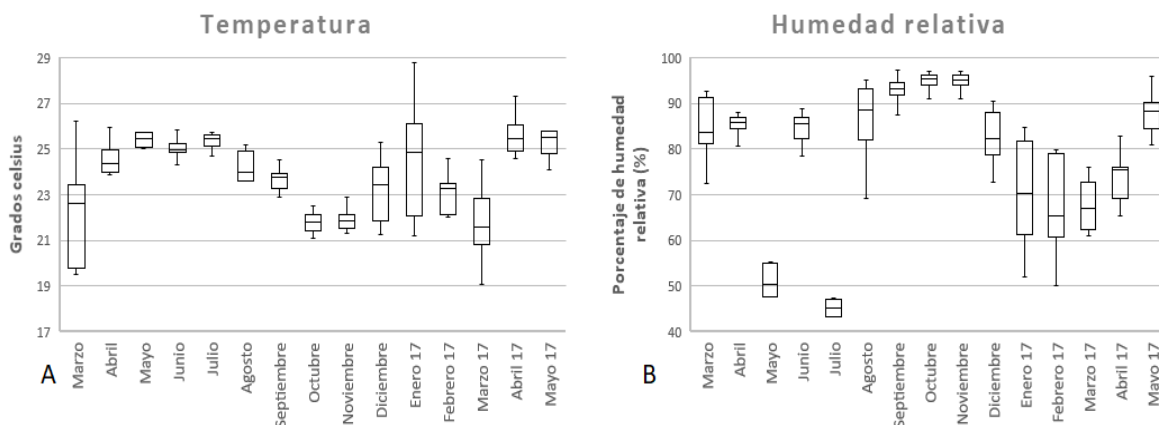 Temperatura
Grados celsius
29
27
25
23
21
19
17
Marzo
Abril
Mayo
Junio
Julio
Agosto
Septiembre
Octubre
Noviembre
Diciembre
Enero 17
Febrero 17
Marzo 17
Abril 17
Mayo 17
A
Humedad relativa
Porcentaje de humedad
relativa (%)
100
90
80
70
60
50
40
Marzo
Abril
Mayo
Junio
Julio
Agosto
Septiembre
Octubre
Noviembre
Diciembre
Enero 17
Febrero 17
Marzo 17
Abril 17
Mayo 17
B